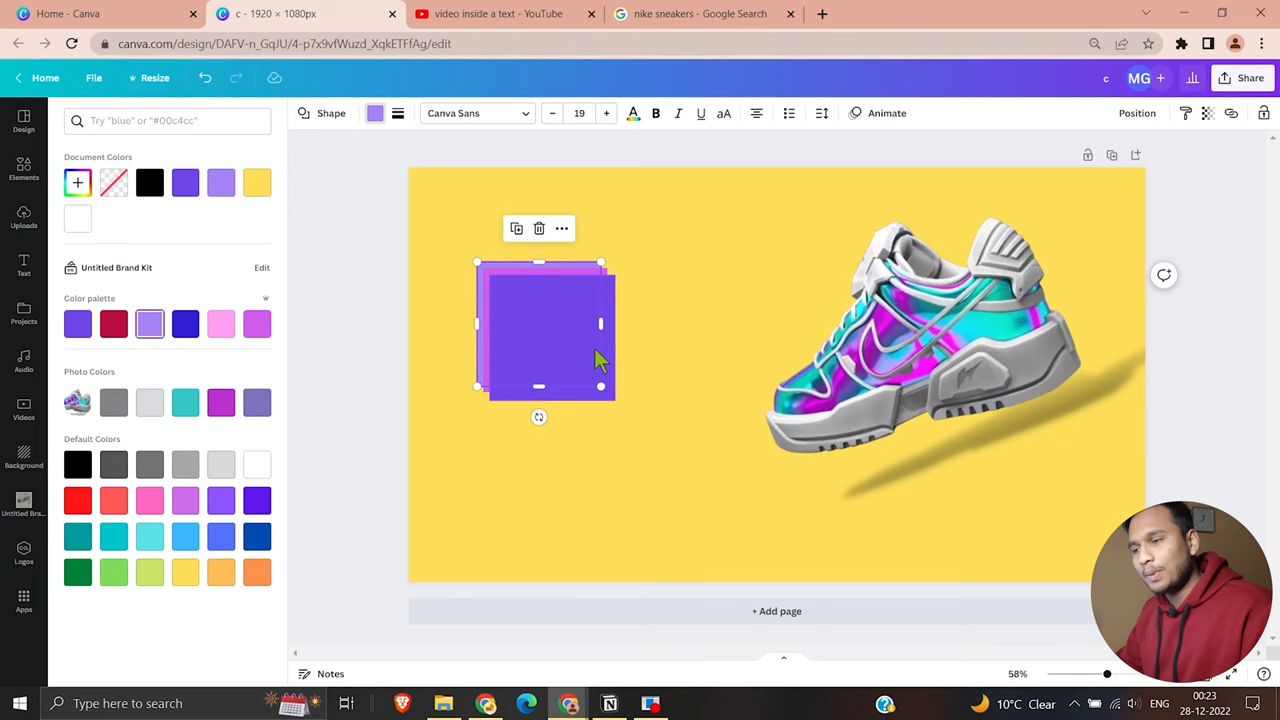 Home - Canva
c - 1920 × 1080px
video inside a text - YouTube
nike sneakers - Google Search
canva.com/design/DAFV-n_GqJU/4-p7x9vfWuzd_XqkETFfAg/edit
Home
File
Resize
c
MG
Share
Design
Elements
Uploads
Text
Projects
Audio
Videos
Background
Untitled Bra...
Logos
Apps
Try "blue" or "#00c4cc"
Shape
Canva Sans
19
B
I
U
aA
Animate
Position
Document Colors
Untitled Brand Kit
Edit
Color palette
Photo Colors
Default Colors
+ Add page
Notes
58%
Type here to search
10°C Clear
ENG
00:23
28-12-2022